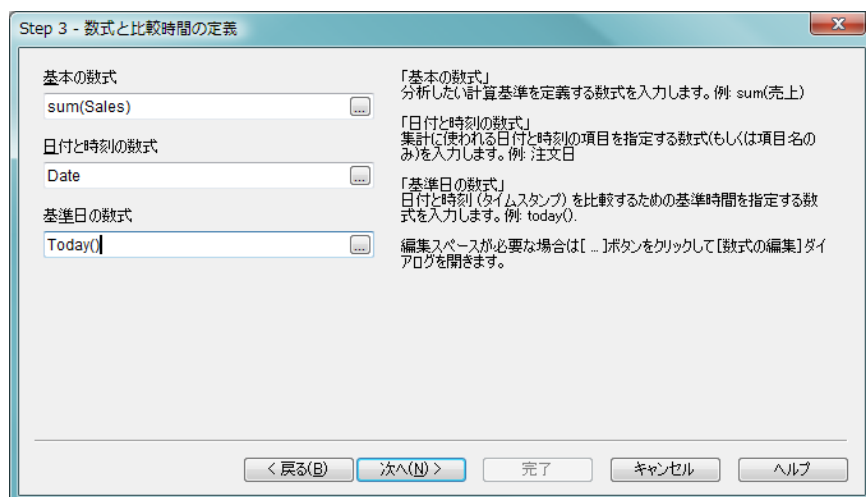 Step 3 - 数式と比較時間の定義
基本の数式
sum(Sales)
...
日付と時刻の数式
Date
...
基準日の数式
Today()
...
「基本の数式」
分析したい計算基準を定義する数式を入力します。例: sum(売上)
「日付と時刻の数式」
集計に使われる日付と時刻の項目を指定する数式(もしくは項目名の
み)を入力します。例: 注文日
「基準日の数式」
日付と時刻 (タイムスタンプ) を比較するための基準時間を指定する数
式を入力します。例: today().
編集スペースが必要な場合は[ ... ]ボタンをクリックして[数式の編集]ダイ
アログを開きます。
< 戻る(B)
次へ(N) >
完了
キャンセル
ヘルプ